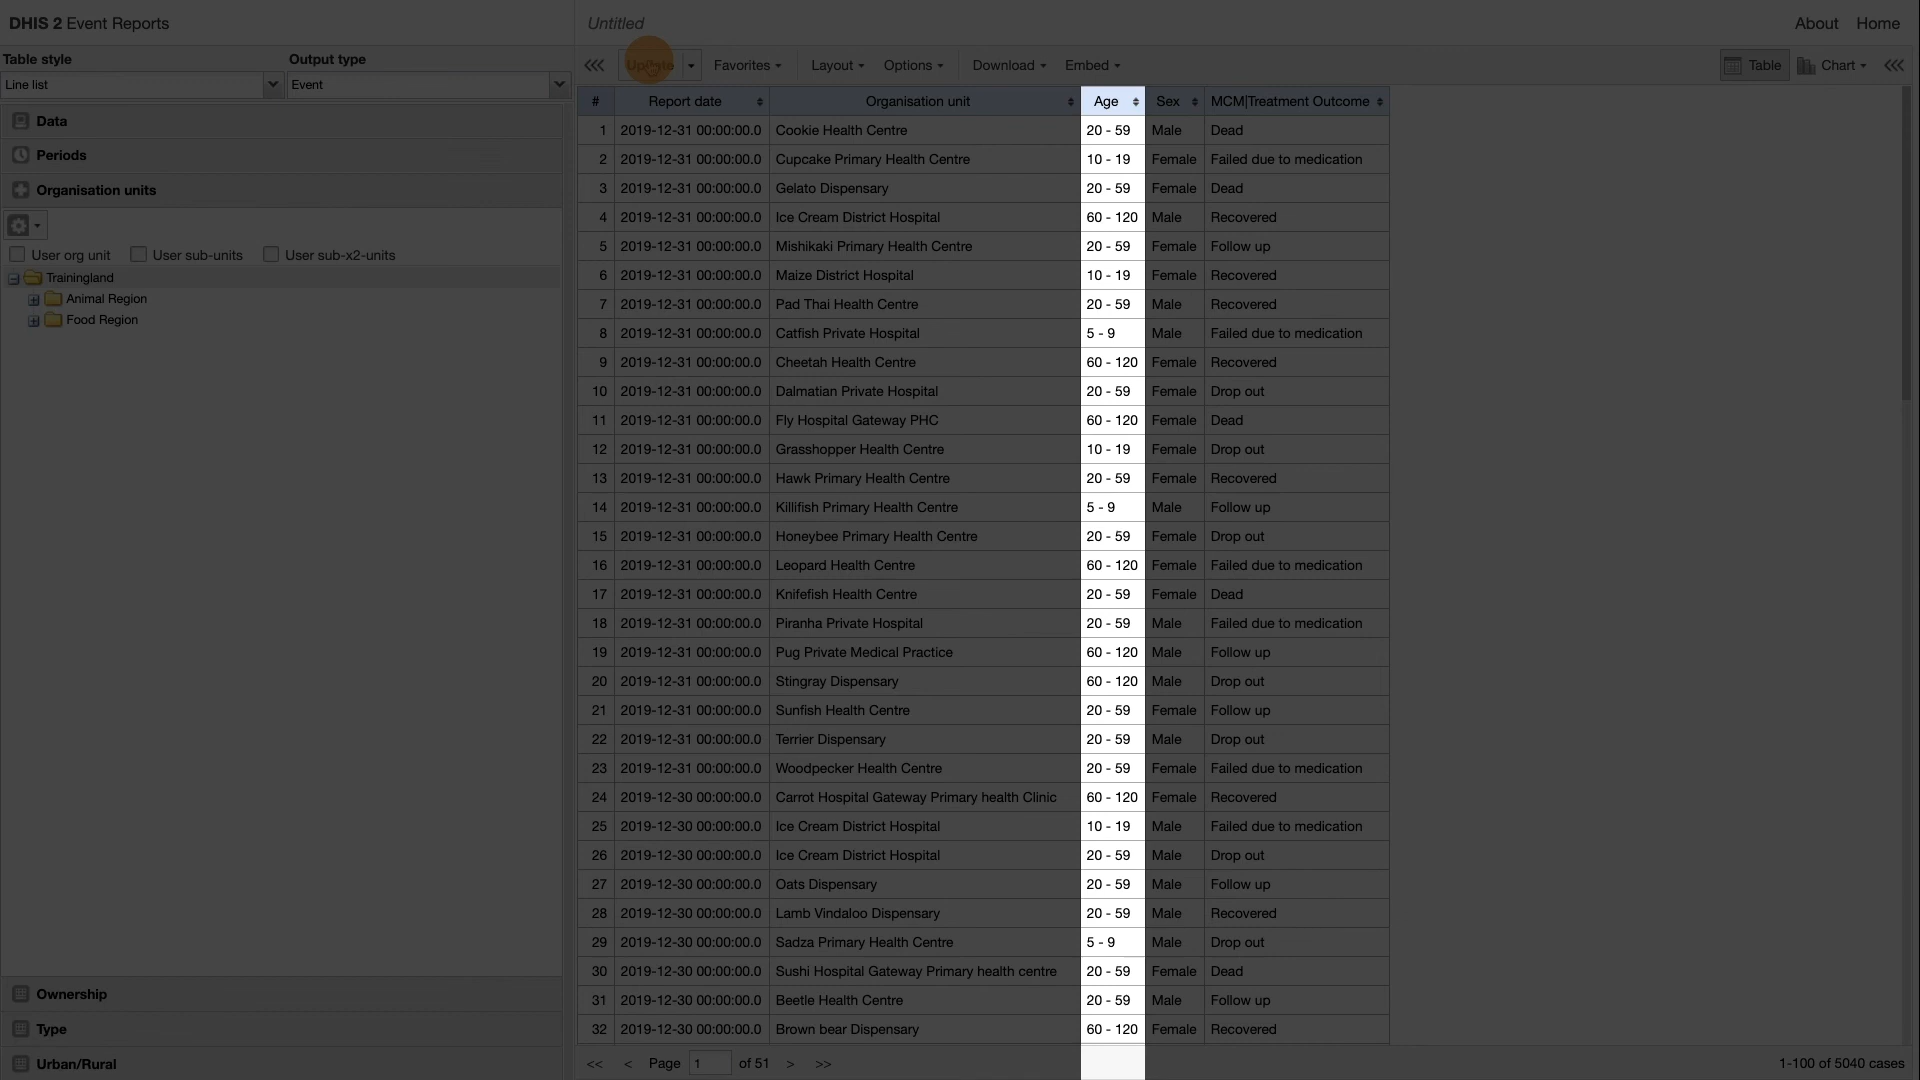 DHIS 2 Event Reports
Untitled
About Home
Table style Output type
Line list Event
Update Favorites Layout Options Download Embed Table Chart
Data
Periods
Organisation units
User org unit User sub-units User sub-x2-units
Trainingland
Animal Region
Food Region
Ownership
Type
Urban/Rural
# Report date Organisation unit Age Sex MCM|Treatment Outcome
1 2019-12-31 00:00:00.0 Cookie Health Centre 20 - 59 Male Dead
2 2019-12-31 00:00:00.0 Cupcake Primary Health Centre 10 - 19 Female Failed due to medication
3 2019-12-31 00:00:00.0 Gelato Dispensary 20 - 59 Female Dead
4 2019-12-31 00:00:00.0 Ice Cream District Hospital 60 - 120 Male Recovered
5 2019-12-31 00:00:00.0 Mishikaki Primary Health Centre 20 - 59 Female Follow up
6 2019-12-31 00:00:00.0 Maize District Hospital 10 - 19 Female Recovered
7 2019-12-31 00:00:00.0 Pad Thai Health Centre 20 - 59 Male Recovered
8 2019-12-31 00:00:00.0 Catfish Private Hospital 5 - 9 Male Failed due to medication
9 2019-12-31 00:00:00.0 Cheetah Health Centre 60 - 120 Female Recovered
10 2019-12-31 00:00:00.0 Dalmatian Private Hospital 20 - 59 Female Drop out
11 2019-12-31 00:00:00.0 Fly Hospital Gateway PHC 60 - 120 Female Dead
12 2019-12-31 00:00:00.0 Grasshopper Health Centre 10 - 19 Female Drop out
13 2019-12-31 00:00:00.0 Hawk Primary Health Centre 20 - 59 Female Recovered
14 2019-12-31 00:00:00.0 Killifish Primary Health Centre 5 - 9 Male Follow up
15 2019-12-31 00:00:00.0 Honeybee Primary Health Centre 20 - 59 Female Drop out
16 2019-12-31 00:00:00.0 Leopard Health Centre 60 - 120 Female Failed due to medication
17 2019-12-31 00:00:00.0 Knifefish Health Centre 20 - 59 Female Dead
18 2019-12-31 00:00:00.0 Piranha Private Hospital 20 - 59 Male Failed due to medication
19 2019-12-31 00:00:00.0 Pug Private Medical Practice 60 - 120 Male Follow up
20 2019-12-31 00:00:00.0 Stingray Dispensary 60 - 120 Male Drop out
21 2019-12-31 00:00:00.0 Sunfish Health Centre 20 - 59 Female Follow up
22 2019-12-31 00:00:00.0 Terrier Dispensary 20 - 59 Male Drop out
23 2019-12-31 00:00:00.0 Woodpecker Health Centre 20 - 59 Female Failed due to medication
24 2019-12-30 00:00:00.0 Carrot Hospital Gateway Primary health Clinic 60 - 120 Female Recovered
25 2019-12-30 00:00:00.0 Ice Cream District Hospital 10 - 19 Male Failed due to medication
26 2019-12-30 00:00:00.0 Ice Cream District Hospital 20 - 59 Male Drop out
27 2019-12-30 00:00:00.0 Oats Dispensary 20 - 59 Male Follow up
28 2019-12-30 00:00:00.0 Lamb Vindaloo Dispensary 20 - 59 Male Recovered
29 2019-12-30 00:00:00.0 Sadza Primary Health Centre 5 - 9 Male Drop out
30 2019-12-30 00:00:00.0 Sushi Hospital Gateway Primary health centre 20 - 59 Female Dead
31 2019-12-30 00:00:00.0 Beetle Health Centre 20 - 59 Male Follow up
32 2019-12-30 00:00:00.0 Brown bear Dispensary 60 - 120 Female Recovered
<< < Page 1 of 51 > >> 1-100 of 5040 cases